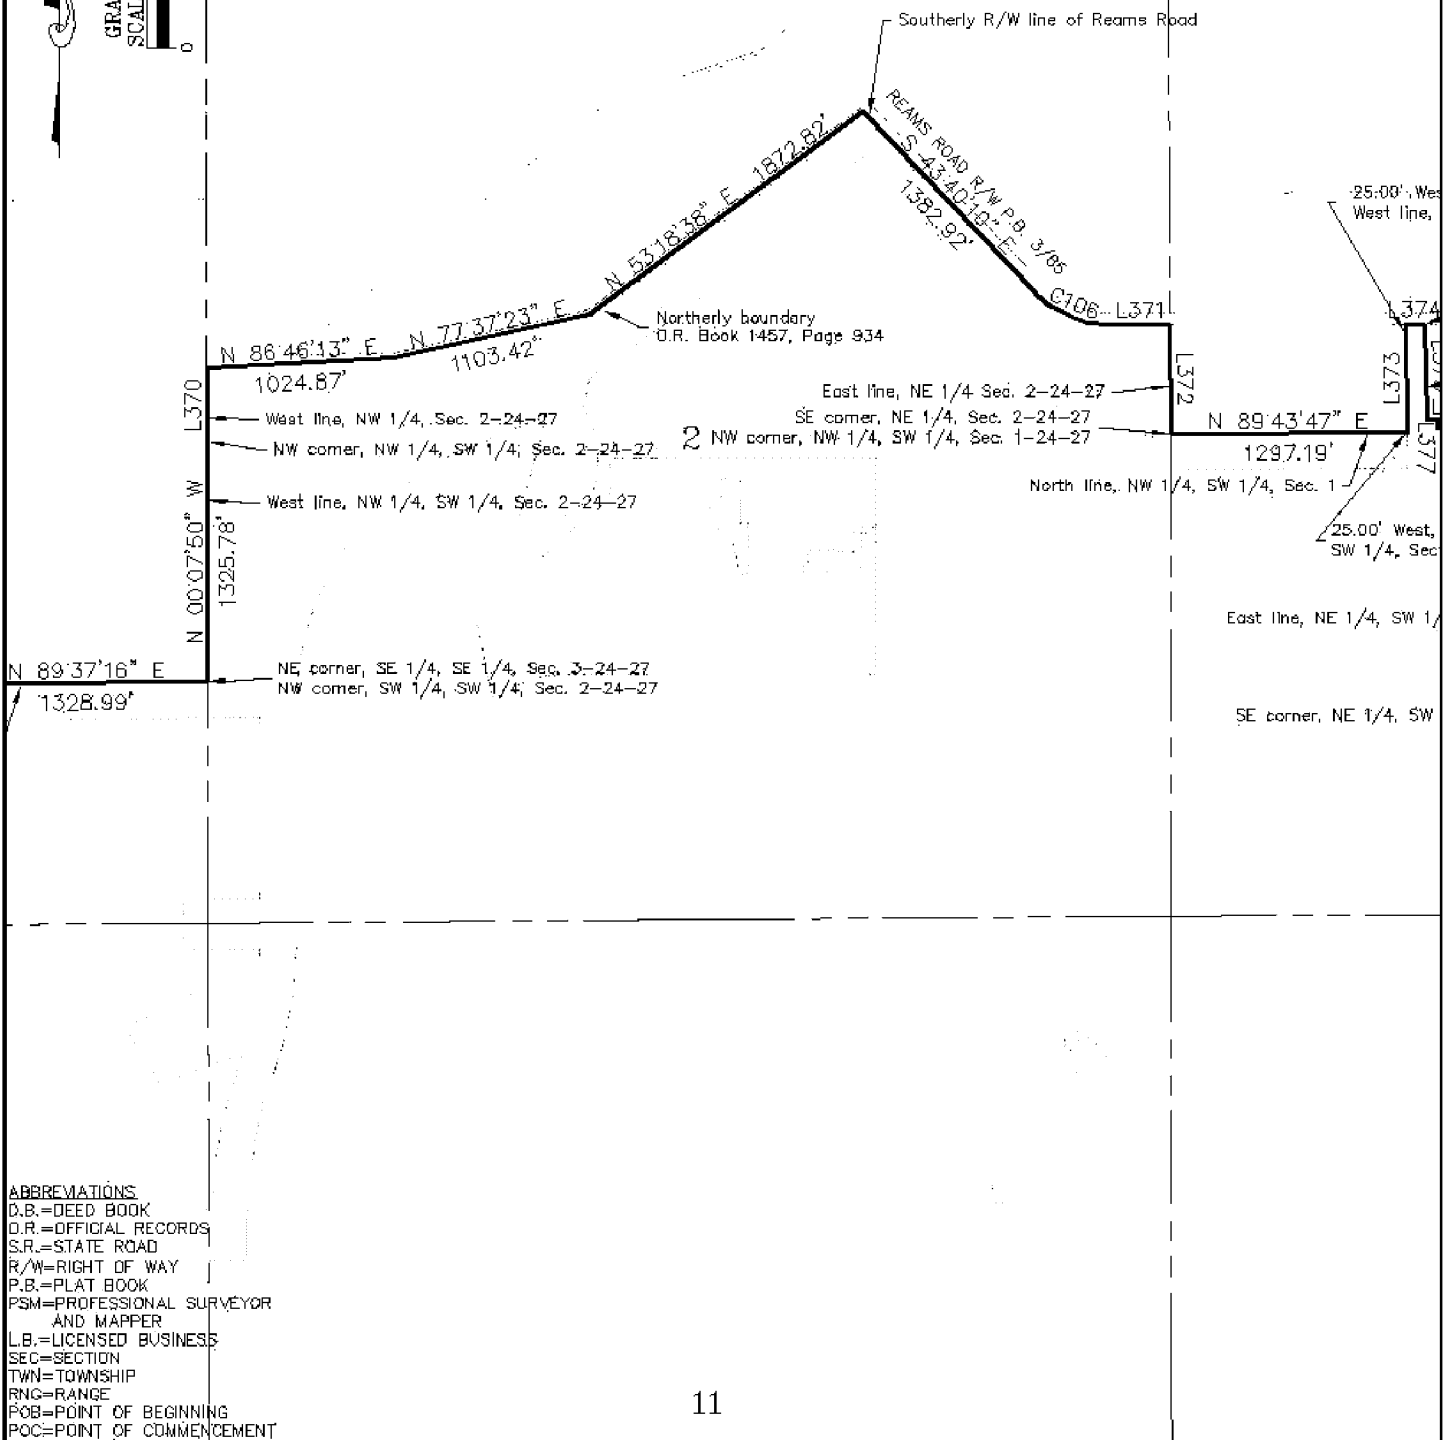 GRA
SCAL
0
Southerly R/W line of Reams Road
REAMS ROAD R/W P.B. 3/85
S 43°40'10" E
1382.92'
N 53°18'38" E 1872.82'
25.00' Wes
West line,
C106 L371
L374
Northerly boundary
O.R. Book 1457, Page 934
N 77°37'23" E
1103.42'
N 86°46'13" E
1024.87'
L370
L372
L373
L377
East line, NE 1/4 Sec. 2-24-27
SE corner, NE 1/4, Sec. 2-24-27
NW corner, NW 1/4, SW 1/4, Sec. 1-24-27
2
N 89°43'47" E
1297.19'
West line, NW 1/4, Sec. 2-24-27
NW corner, NW 1/4, SW 1/4, Sec. 2-24-27
West line, NW 1/4, SW 1/4, Sec. 2-24-27
North line, NW 1/4, SW 1/4, Sec. 1
25.00' West,
SW 1/4, Sec
N 00°07'50" W
1325.78'
East line, NE 1/4, SW 1/
N 89°37'16" E
1328.99'
NE corner, SE 1/4, SE 1/4, Sec. 3-24-27
NW corner, SW 1/4, SW 1/4, Sec. 2-24-27
SE corner, NE 1/4, SW
ABBREVIATIONS
D.B.=DEED BOOK
O.R.=OFFICIAL RECORDS
S.R.=STATE ROAD
R/W=RIGHT OF WAY
P.B.=PLAT BOOK
PSM=PROFESSIONAL SURVEYOR
AND MAPPER
L.B.=LICENSED BUSINESS
SEC=SECTION
TWN=TOWNSHIP
RNG=RANGE
POB=POINT OF BEGINNING
POC=POINT OF COMMENCEMENT
11